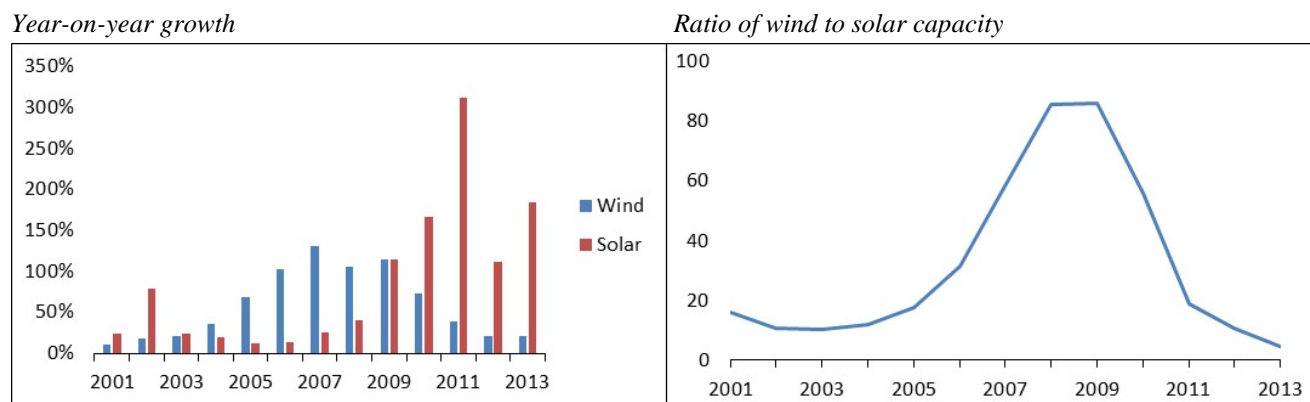 Year-on-year growth
350%
300%
250%
200%
150%
100%
50%
0%
2001 2003 2005 2007 2009 2011 2013
Wind
Solar
Ratio of wind to solar capacity
100
80
60
40
20
0
2001 2003 2005 2007 2009 2011 2013